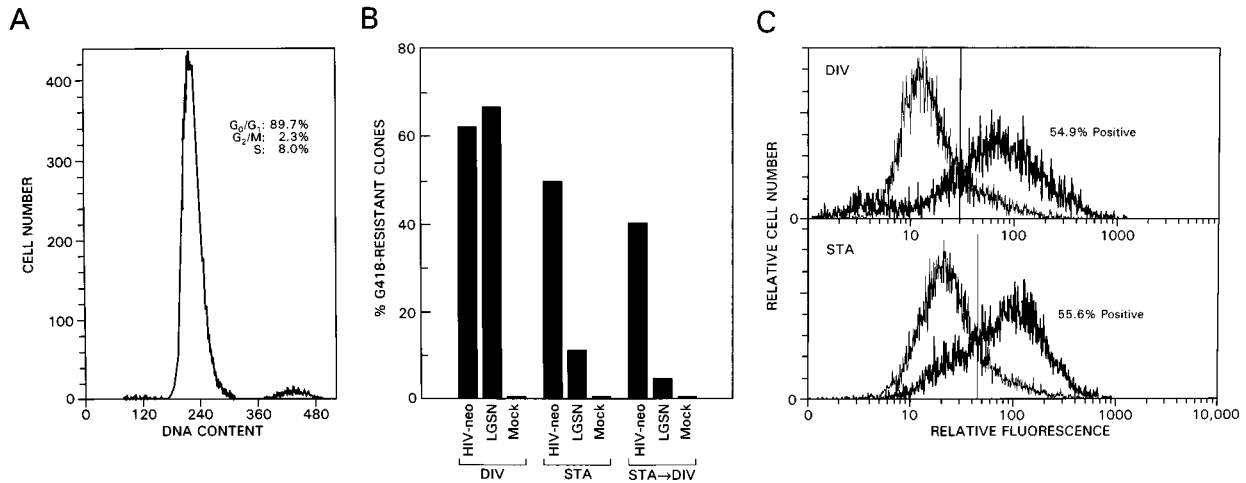 A
CELL NUMBER
400
300
200
100
0
G₀/G₁: 89.7%
G₂/M: 2.3%
S: 8.0%
0 120 240 360 480
DNA CONTENT
B
% G418-RESISTANT CLONES
80
60
40
20
0
HIV-neo LGSN Mock HIV-neo LGSN Mock HIV-neo LGSN Mock
DIV STA STA→DIV
C
RELATIVE CELL NUMBER
DIV
54.9% Positive
0
10 100 1000
STA
55.6% Positive
0
0 10 100 1000 10,000
RELATIVE FLUORESCENCE